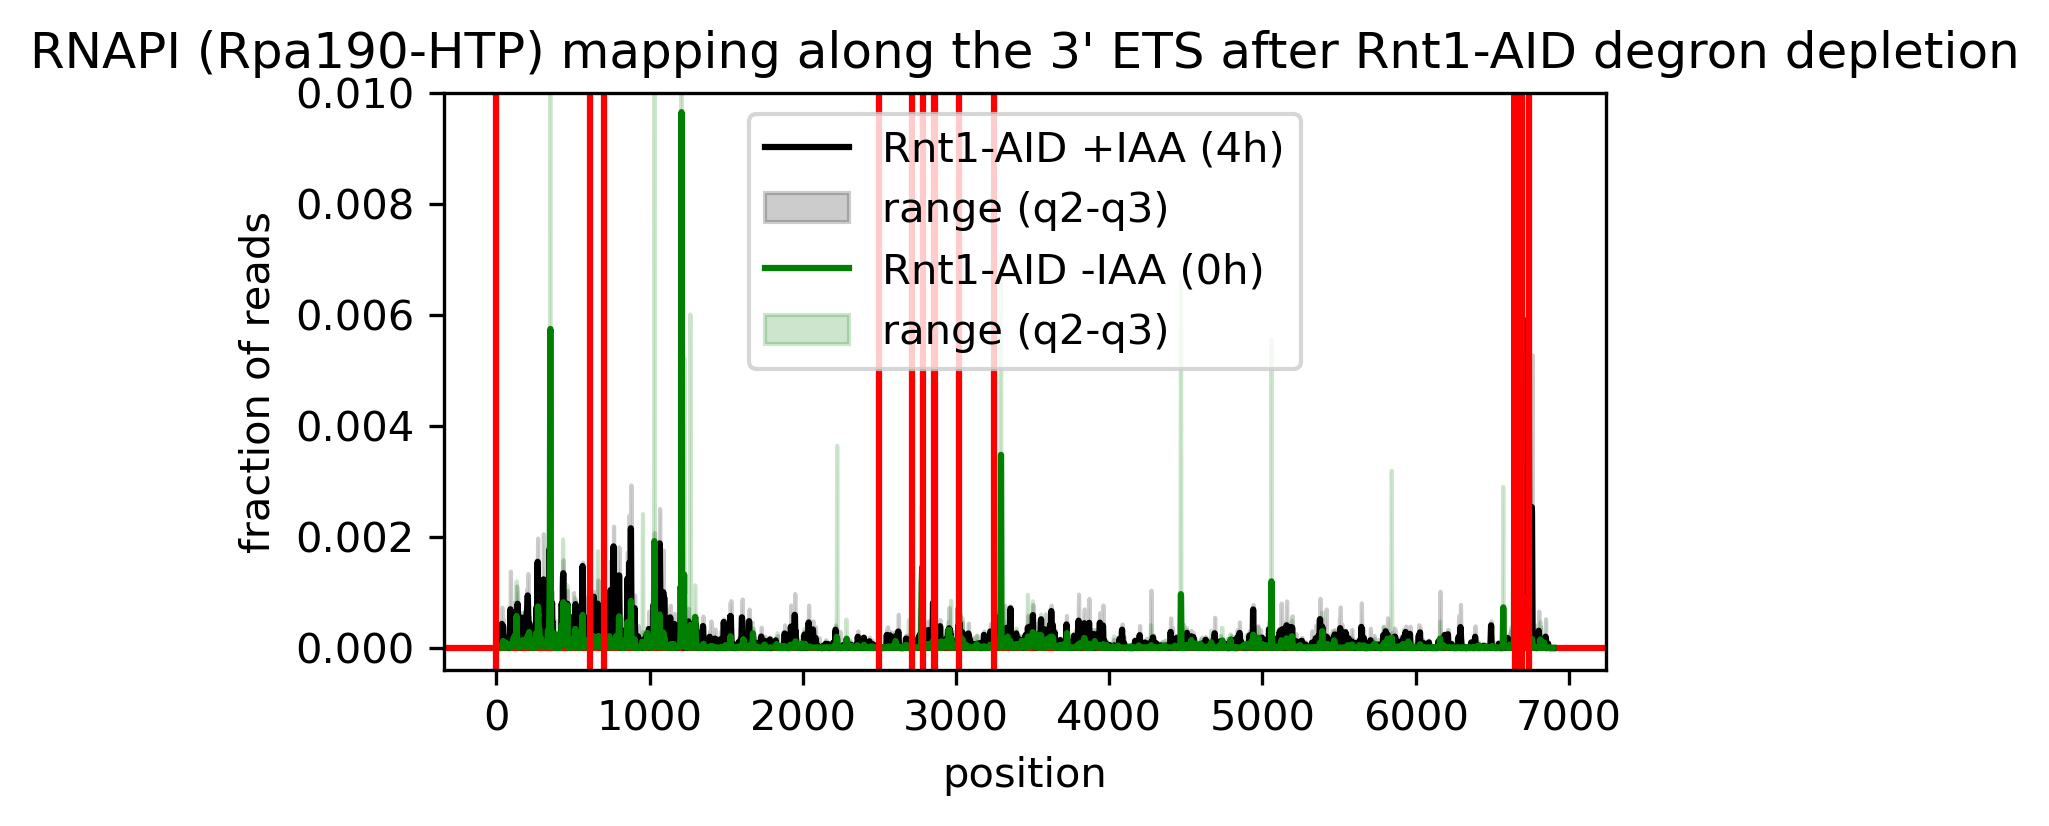 RNAPI (Rpa190-HTP) mapping along the 3' ETS after Rnt1-AID degron depletion
0.010
0.008
0.006
0.004
0.002
0.000
fraction of reads
Rnt1-AID +IAA (4h)
range (q2-q3)
Rnt1-AID -IAA (0h)
range (q2-q3)
0 1000 2000 3000 4000 5000 6000 7000
position